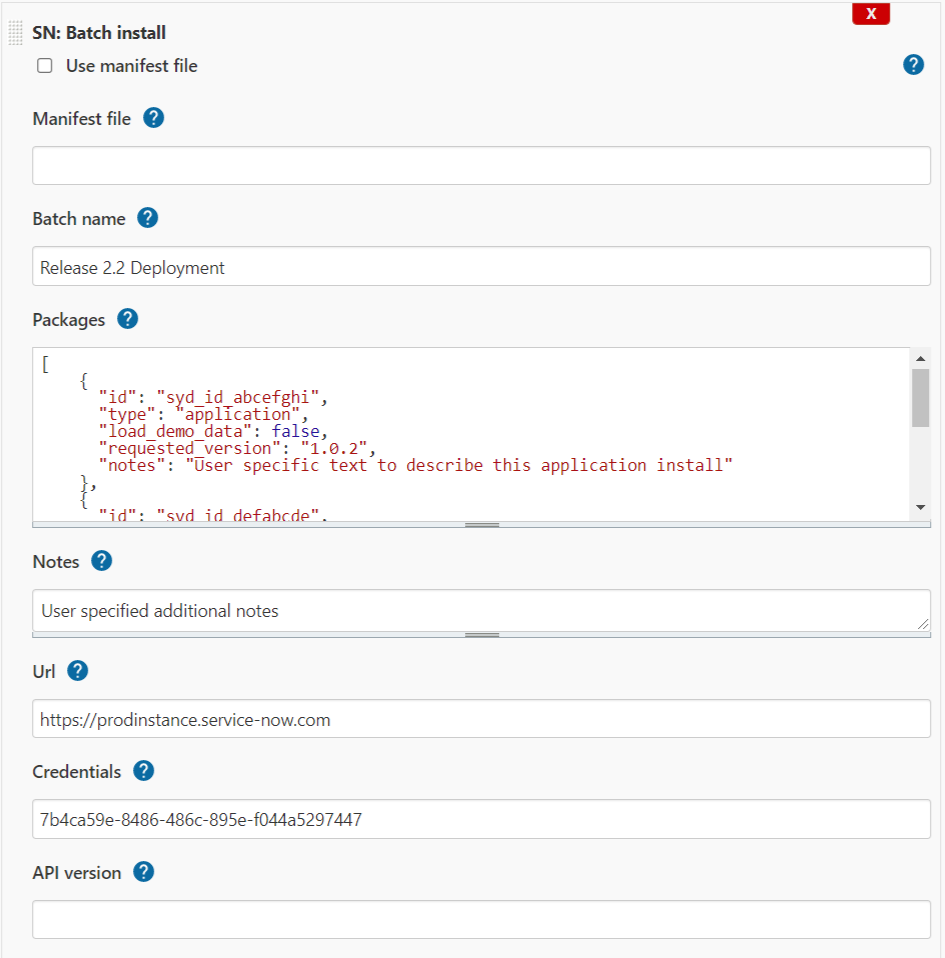 X
SN: Batch install
Use manifest file
?
Manifest file ?
Batch name ?
Release 2.2 Deployment
Packages ?
[
{
"id": "syd_id_abcefghi",
"type": "application",
"load_demo_data": false,
"requested_version": "1.0.2",
"notes": "User specific text to describe this application install"
},
{
"id": "syd_id_defabcde",
Notes ?
User specified additional notes
Url ?
https://prodinstance.service-now.com
Credentials ?
7b4ca59e-8486-486c-895e-f044a5297447
API version ?